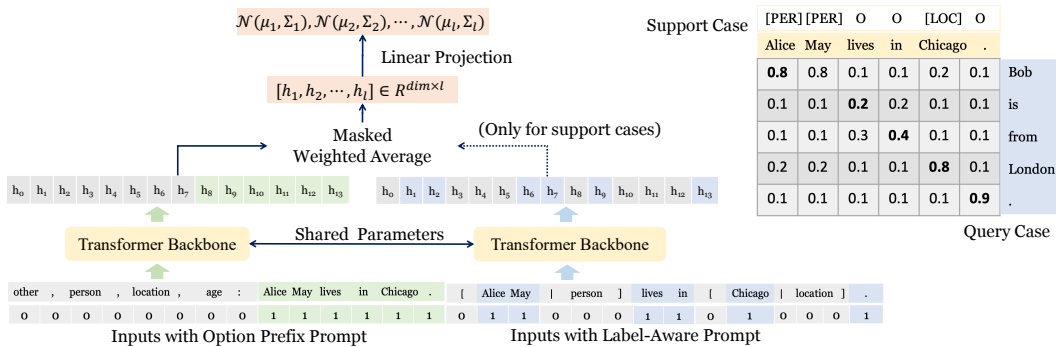 𝒩(μ₁, Σ₁), 𝒩(μ₂, Σ₂), ⋯, 𝒩(μₗ, Σₗ)
Linear Projection
[h₁, h₂, ⋯, hₗ] ∈ R^{dim×l}
Masked
Weighted Average
(Only for support cases)
h₀ h₁ h₂ h₃ h₄ h₅ h₆ h₇ h₈ h₉ h₁₀ h₁₁ h₁₂ h₁₃
h₀ h₁ h₂ h₃ h₄ h₅ h₆ h₇ h₈ h₉ h₁₀ h₁₁ h₁₂ h₁₃
Transformer Backbone
Shared Parameters
Transformer Backbone
other , person , location , age : Alice May lives in Chicago .
0 0 0 0 0 0 0 0 1 1 1 1 1 1
Inputs with Option Prefix Prompt
[ Alice May | person ] lives in [ Chicago | location ] .
0 1 1 0 0 0 1 1 0 1 0 0 0 1
Inputs with Label-Aware Prompt
[PER] [PER] O O [LOC] O
Support Case
Alice May lives in Chicago .
0.8 0.8 0.1 0.1 0.2 0.1 Bob
0.1 0.1 0.2 0.2 0.1 0.1 is
0.1 0.1 0.3 0.4 0.1 0.1 from
0.2 0.2 0.1 0.1 0.8 0.1 London
0.1 0.1 0.1 0.1 0.1 0.9 .
Query Case